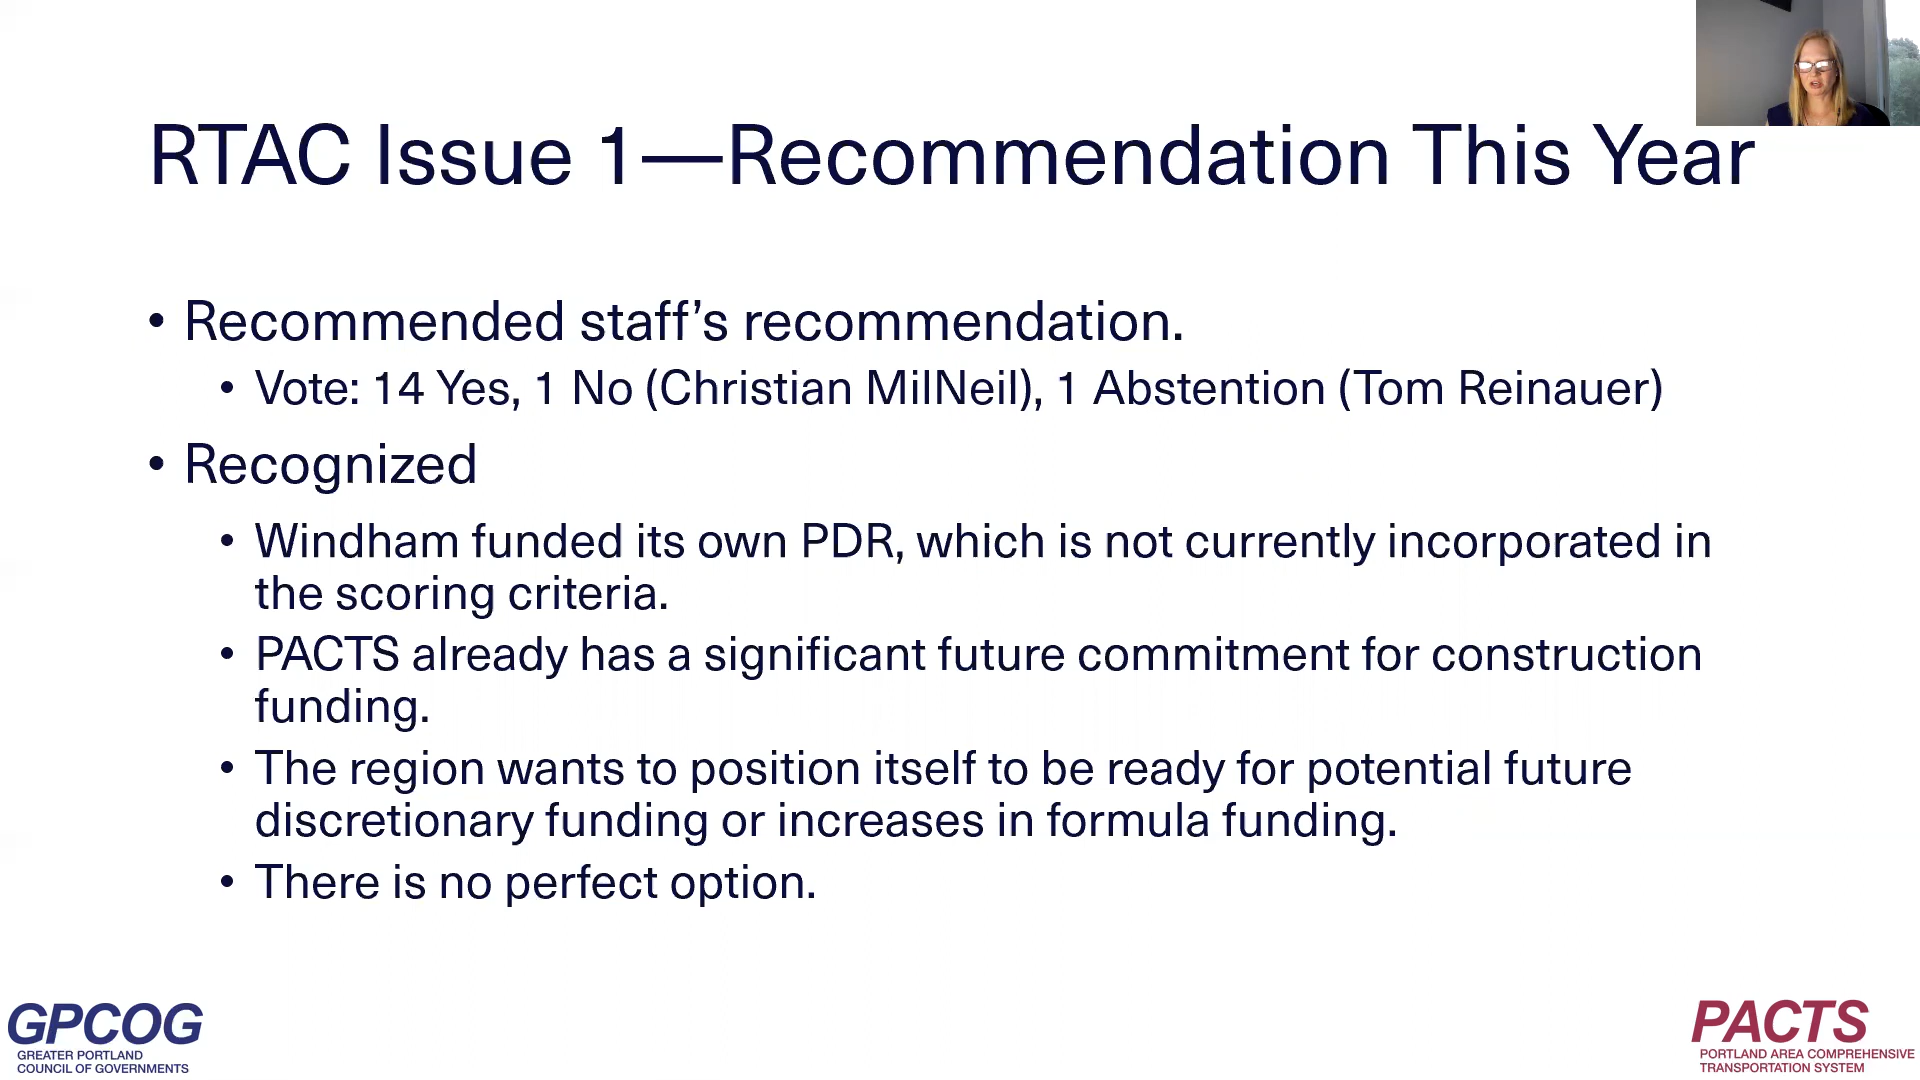 RTAC Issue 1—Recommendation This Year
• Recommended staff’s recommendation.
• Vote: 14 Yes, 1 No (Christian MilNeil), 1 Abstention (Tom Reinauer)
• Recognized
• Windham funded its own PDR, which is not currently incorporated in
the scoring criteria.
• PACTS already has a significant future commitment for construction
funding.
• The region wants to position itself to be ready for potential future
discretionary funding or increases in formula funding.
• There is no perfect option.
GPCOG
GREATER PORTLAND
COUNCIL OF GOVERNMENTS
PACTS
PORTLAND AREA COMPREHENSIVE
TRANSPORTATION SYSTEM